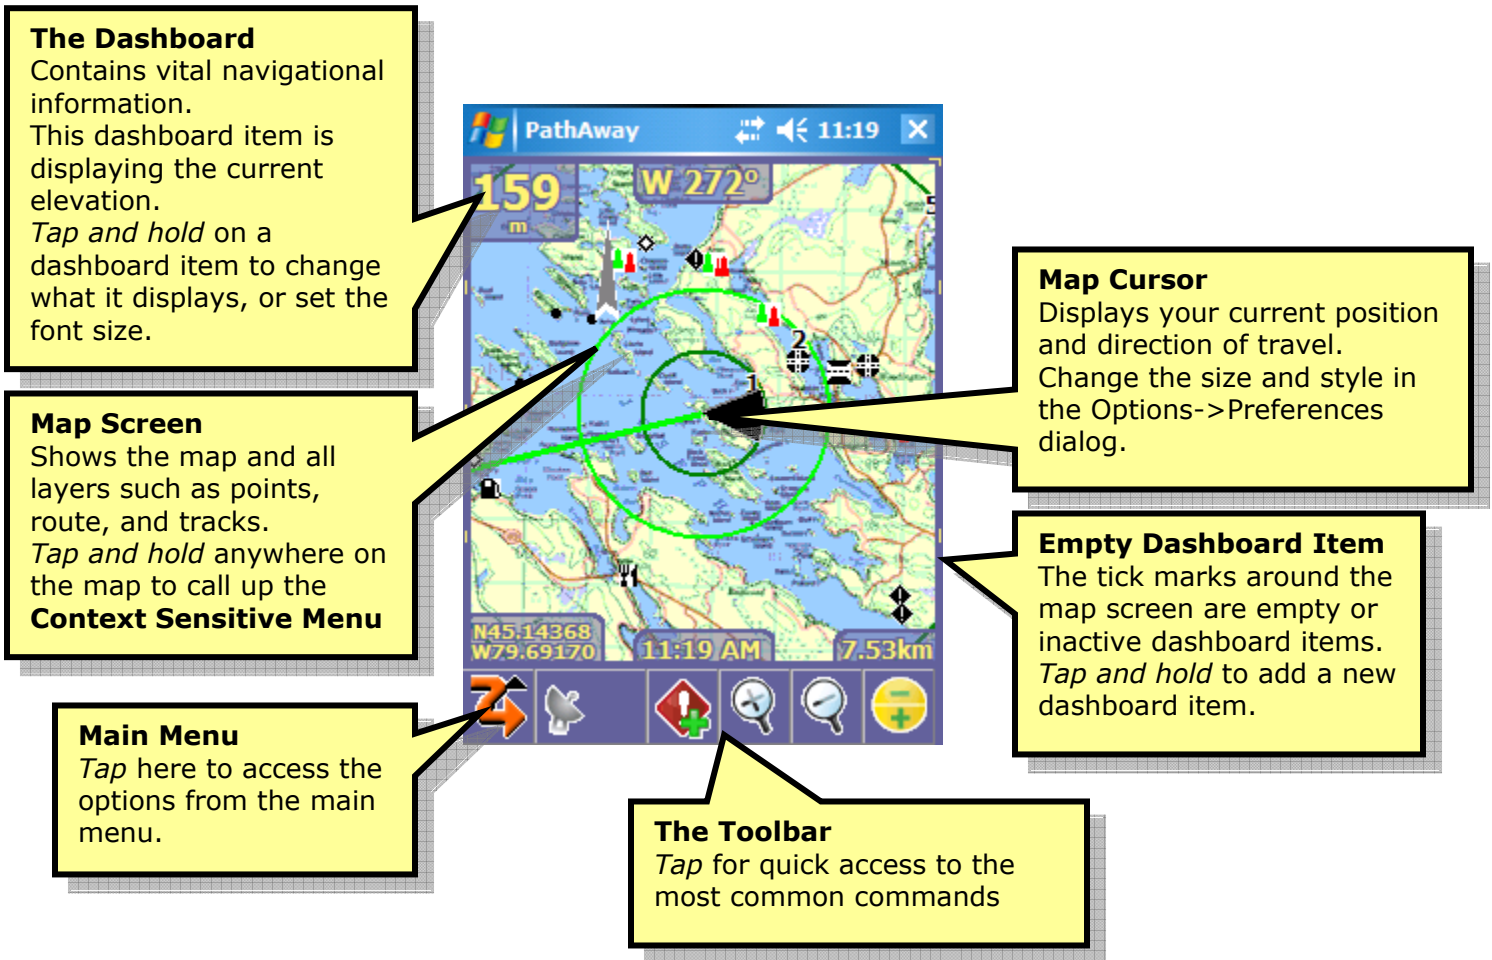 The Dashboard
Contains vital navigational
information.
This dashboard item is
displaying the current
elevation.
Tap and hold on a
dashboard item to change
what it displays, or set the
font size.
Map Screen
Shows the map and all
layers such as points,
route, and tracks.
Tap and hold anywhere on
the map to call up the
Context Sensitive Menu
Main Menu
Tap here to access the
options from the main
menu.
PathAway 11:19
159
m
W 272°
2
1
N45.14368
W79.69170
11:19 AM
7.53km
Map Cursor
Displays your current position
and direction of travel.
Change the size and style in
the Options->Preferences
dialog.
Empty Dashboard Item
The tick marks around the
map screen are empty or
inactive dashboard items.
Tap and hold to add a new
dashboard item.
The Toolbar
Tap for quick access to the
most common commands